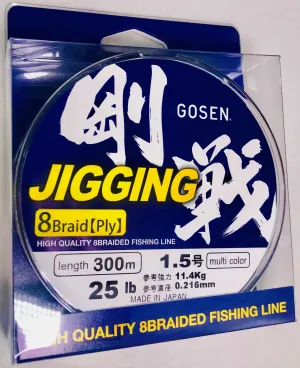 剛戦
GOSEN®
JIGGING
8Braid【Ply】
HIGH QUALITY 8BRAIDED FISHING LINE
length 300m
1.5号 multi color
25 lb
参考強力 11.4Kg
参考直径 0.216mm
MADE IN JAPAN
HIGH QUALITY 8BRAIDED FISHING LINE